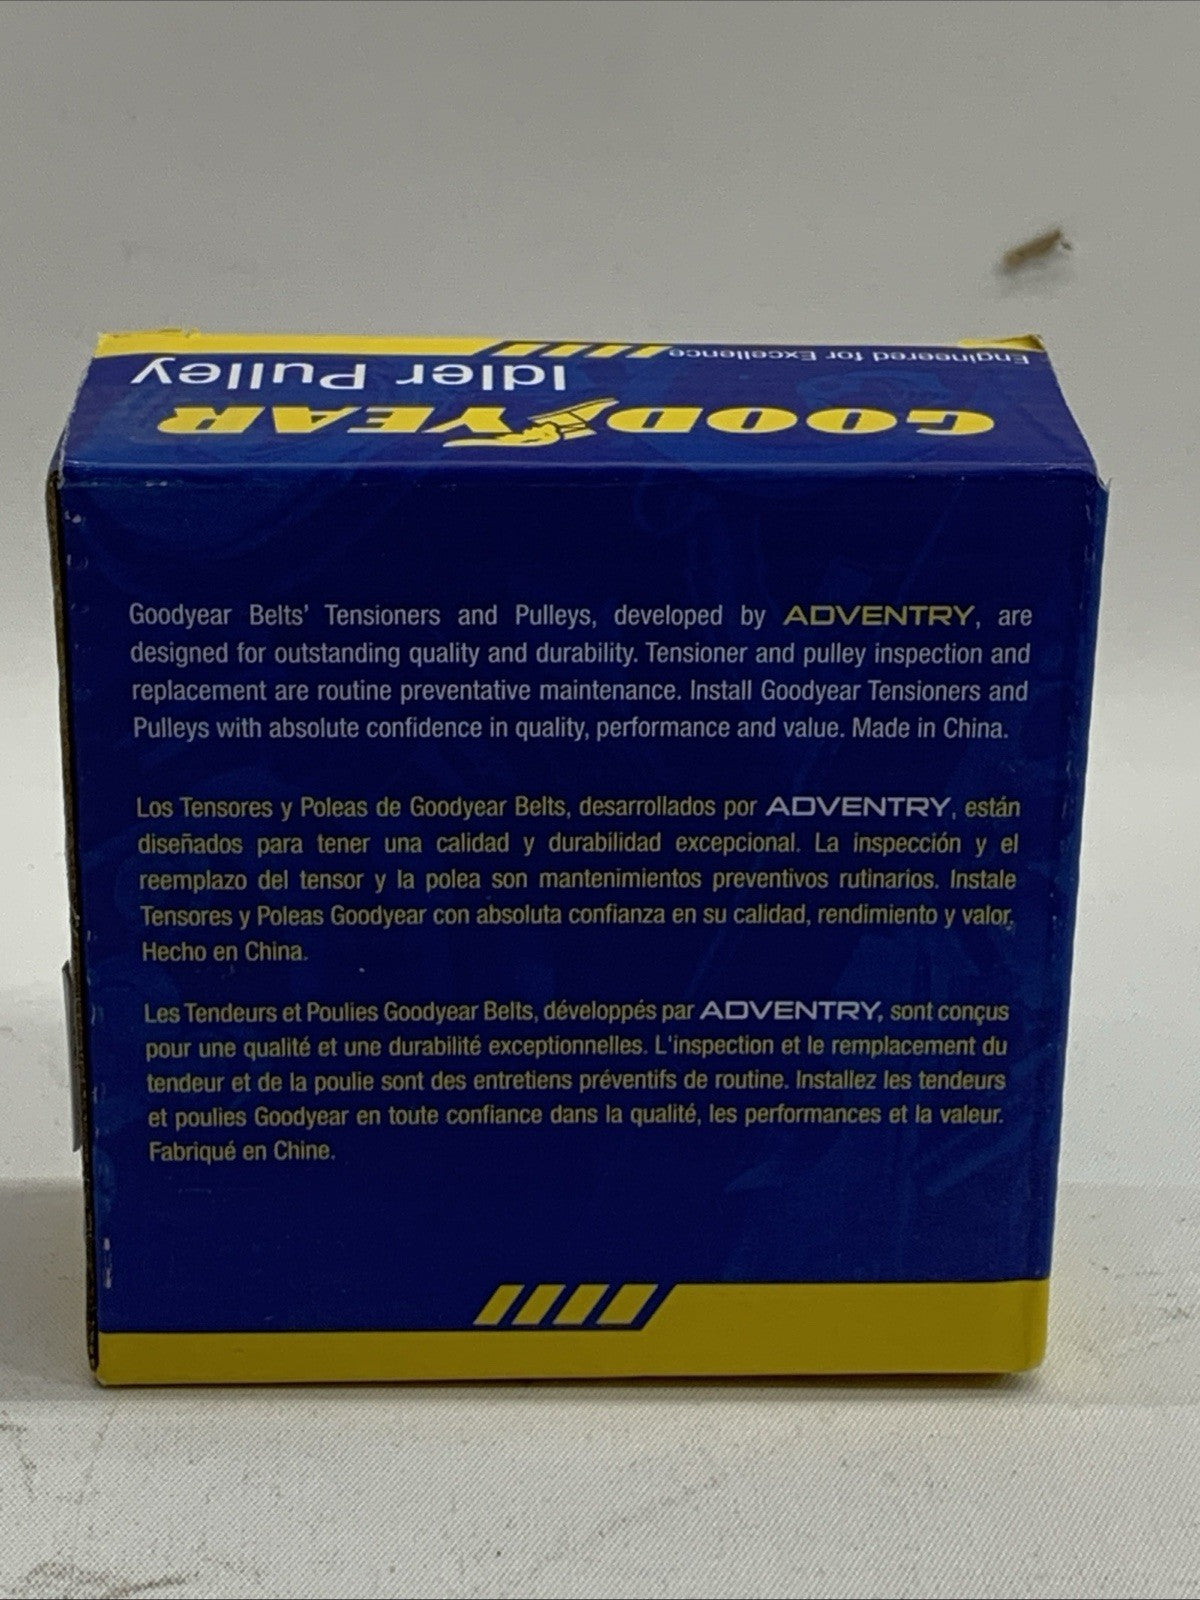 Engineered for Excellence
Idler Pulley
GOODYEAR
Goodyear Belts' Tensioners and Pulleys, developed by ADVENTRY, are
designed for outstanding quality and durability. Tensioner and pulley inspection and
replacement are routine preventative maintenance. Install Goodyear Tensioners and
Pulleys with absolute confidence in quality, performance and value. Made in China.
Los Tensores y Poleas de Goodyear Belts, desarrollados por ADVENTRY, están
diseñados para tener una calidad y durabilidad excepcional. La inspección y el
reemplazo del tensor y la polea son mantenimientos preventivos rutinarios. Instale
Tensores y Poleas Goodyear con absoluta confianza en su calidad, rendimiento y valor.
Hecho en China.
Les Tendeurs et Poulies Goodyear Belts, développés par ADVENTRY, sont conçus
pour une qualité et une durabilité exceptionnelles. L'inspection et le remplacement du
tendeur et de la poulie sont des entretiens préventifs de routine. Installez les tendeurs
et poulies Goodyear en toute confiance dans la qualité, les performances et la valeur.
Fabriqué en Chine.